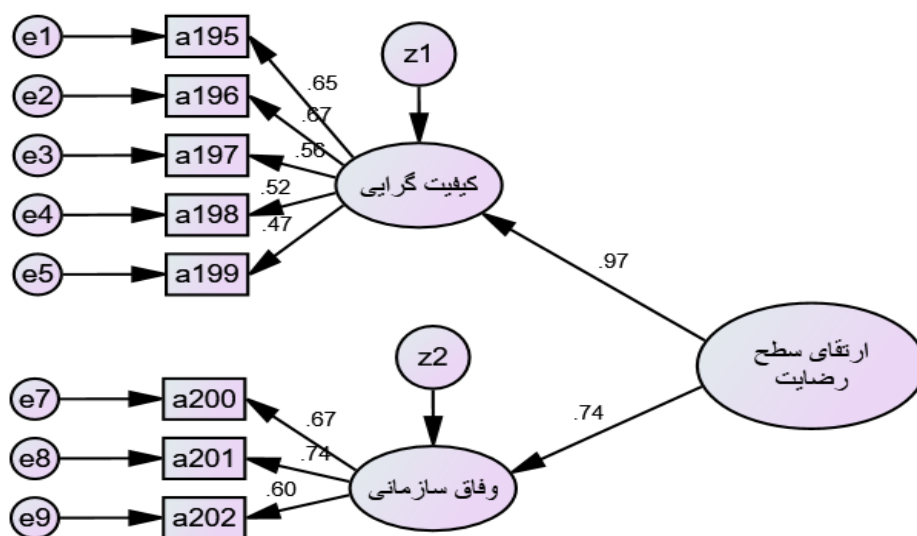 e1
a195
z1
.65
e2
a196
.67
e3
a197
.56
کیفیت گرایی
e4
a198
.52
.47
e5
a199
.97
ارتقای سطح
رضایت
z2
e7
a200
.67
.74
e8
a201
.74
وفاق سازمانی
e9
a202
.60